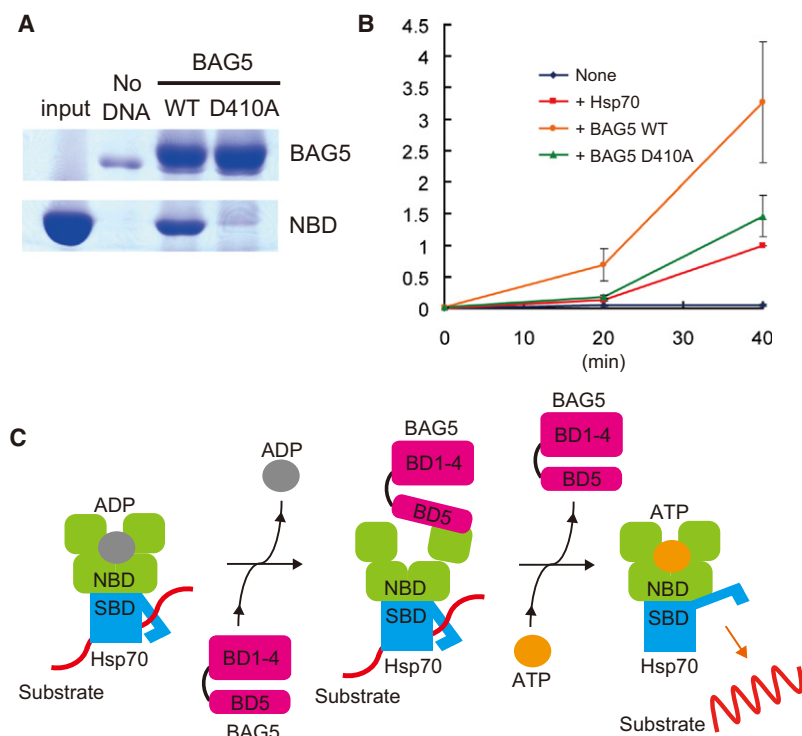 A
BAG5
No
DNA
input
WT
D410A
BAG5
NBD
B
4.5
4
3.5
3
2.5
2
1.5
1
0.5
0
None
+ Hsp70
+ BAG5 WT
+ BAG5 D410A
0
10
20
30
40
(min)
C
ADP
NBD
SBD
Hsp70
Substrate
ADP
BD1-4
BD5
BAG5
BAG5
BD1-4
BD5
NBD
SBD
Hsp70
Substrate
BAG5
BD1-4
BD5
ATP
ATP
NBD
SBD
Hsp70
Substrate